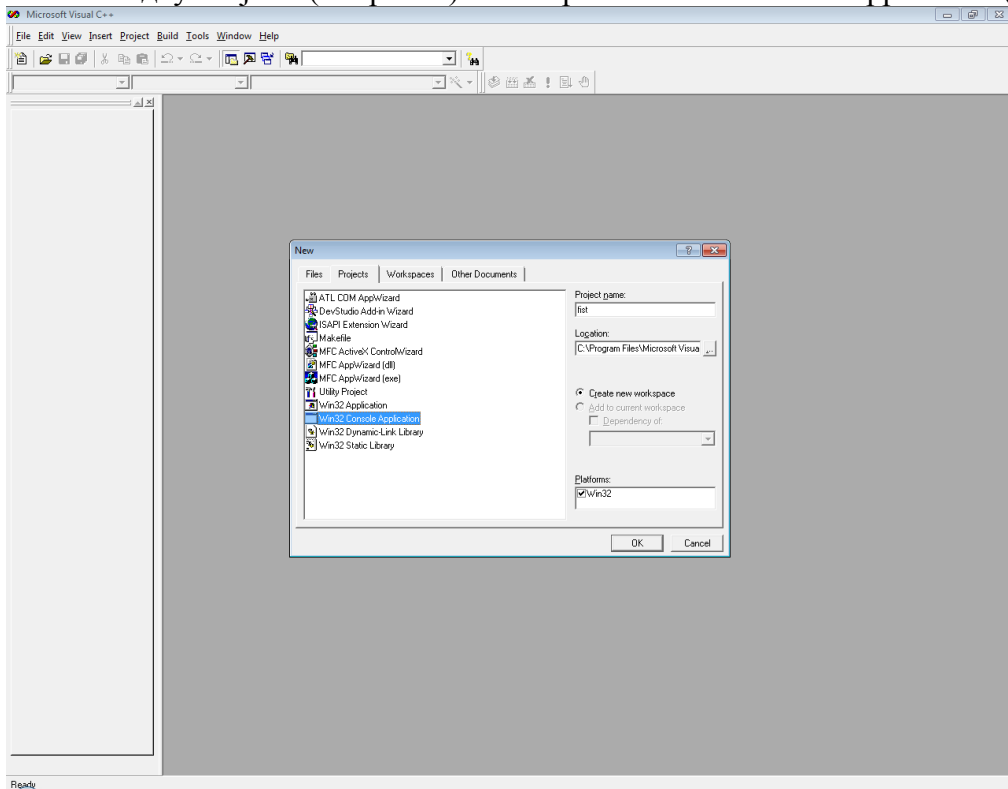 Microsoft Visual C++
File Edit View Insert Project Build Tools Window Help
New
Files Projects Workspaces Other Documents
ATL COM AppWizard
DevStudio Add-in Wizard
ISAPI Extension Wizard
Makefile
MFC ActiveX ControlWizard
MFC AppWizard (dll)
MFC AppWizard (exe)
Utility Project
Win32 Application
Win32 Console Application
Win32 Dynamic-Link Library
Win32 Static Library
Project name:
fist
Location:
C:\Program Files\Microsoft Visua
...
Create new workspace
Add to current workspace
Dependency of:
Platforms:
Win32
OK Cancel
Ready